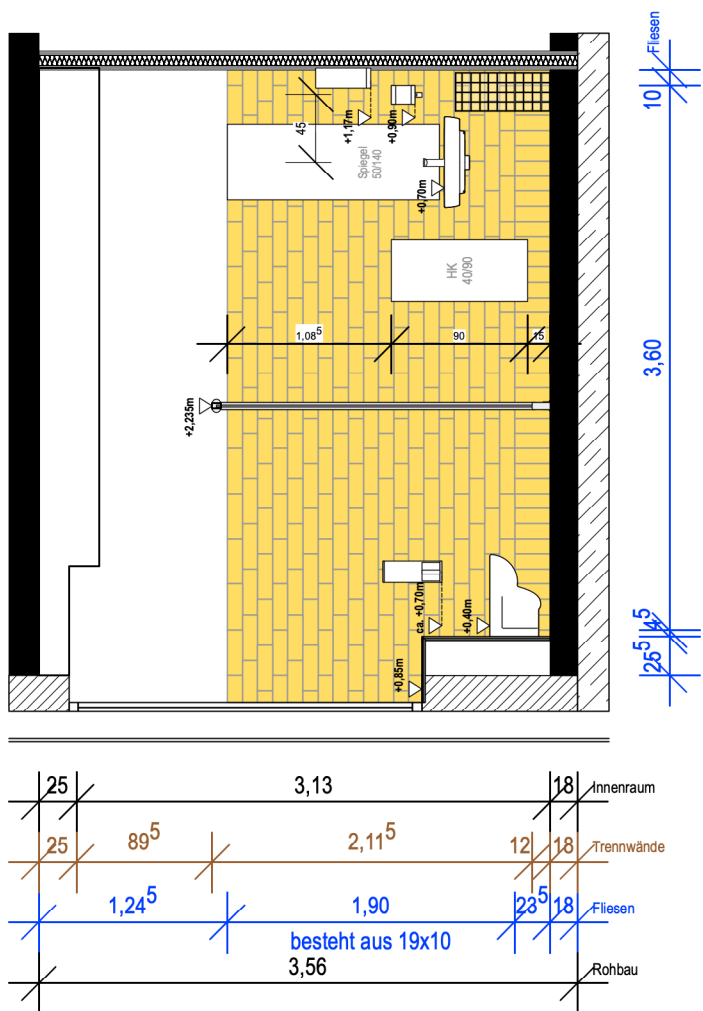 Fliesen
10
45
+1,17m
+0,90m
Spiegel
50/140
+0,70m
HK
40/90
1,08⁵
90
15
3,60
+2,235m
ca. +0,70m
+0,40m
4,5
+0,85m
25⁵
25
3,13
18
Innenraum
25
89⁵
2,11⁵
12
18
Trennwände
1,24⁵
1,90
23⁵
18
Fliesen
besteht aus 19x10
3,56
Rohbau